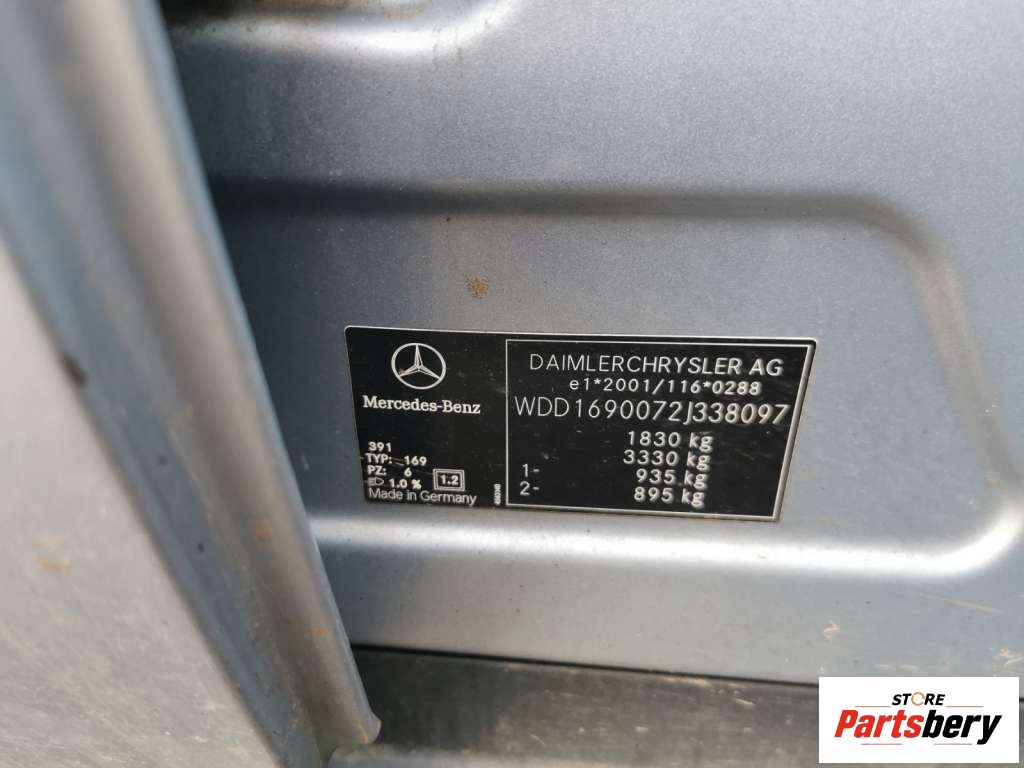 Mercedes-Benz
391
TYP: 169
PZ: 6
1.0 %
1.2
Made in Germany
DAIMLERCHRYSLER AG
e1*2001/116*0288
WDD1690072J338097
1830 kg
3330 kg
1- 935 kg
2- 895 kg
STORE
Partsbery